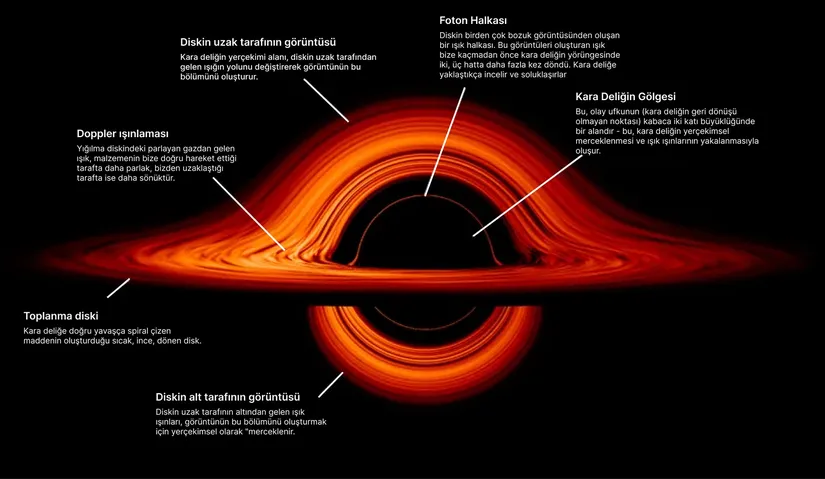 Foton Halkası
Diskin birden çok bozuk görüntüsünden oluşan
bir ışık halkası. Bu görüntüleri oluşturan ışık
bize kaçmadan önce kara deliğin yörüngesinde
iki, üç hatta daha fazla kez döndü. Kara deliğe
yaklaştıkça incelir ve soluklaşırlar
Diskin uzak tarafının görüntüsü
Kara deliğin yerçekimi alanı, diskin uzak tarafından
gelen ışığın yolunu değiştirerek görüntünün bu
bölümünü oluşturur.
Kara Deliğin Gölgesi
Bu, olay ufkunun (kara deliğin geri dönüşü
olmayan noktası) kabaca iki katı büyüklüğünde
bir alandır - bu, kara deliğin yerçekimsel
merceklenmesi ve ışık ışınlarının yakalanmasıyla
oluşur.
Doppler ışınlaması
Yığılma diskindeki parlayan gazdan gelen
ışık, malzemenin bize doğru hareket ettiği
tarafta daha parlak, bizden uzaklaştığı
tarafta ise daha sönüktür.
Toplanma diski
Kara deliğe doğru yavaşça spiral çizen
maddenin oluşturduğu sıcak, ince, dönen disk.
Diskin alt tarafının görüntüsü
Diskin uzak tarafının altından gelen ışık
ışınları, görüntünün bu bölümünü oluşturmak
için yerçekimsel olarak "merceklenir.